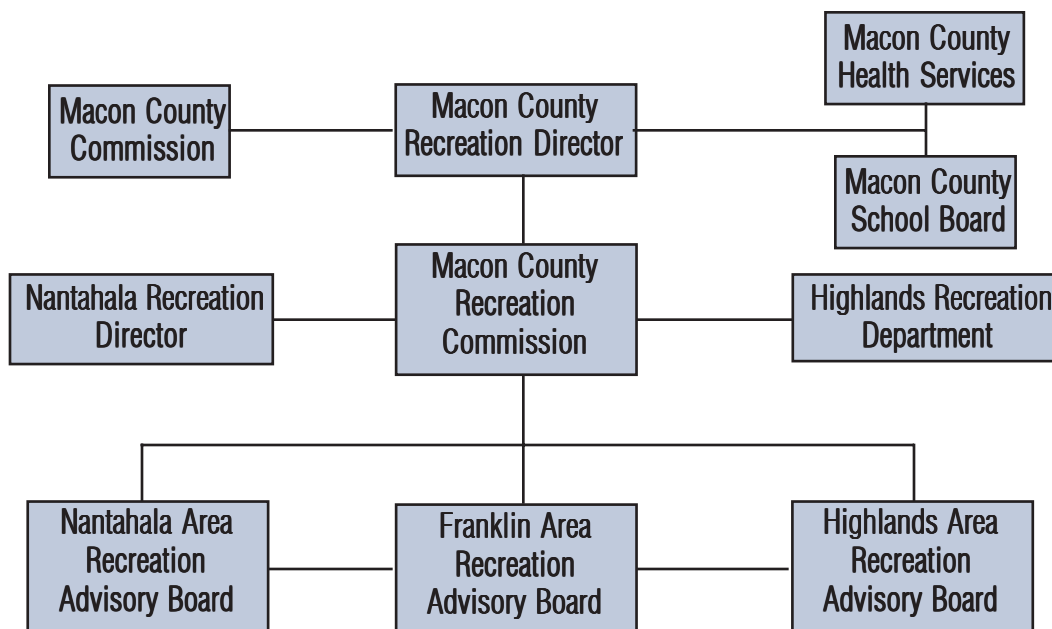 Macon County
Health Services
Macon County
Commission
Macon County
Recreation Director
Macon County
School Board
Nantahala Recreation
Director
Macon County
Recreation
Commission
Highlands Recreation
Department
Nantahala Area
Recreation
Advisory Board
Franklin Area
Recreation
Advisory Board
Highlands Area
Recreation
Advisory Board